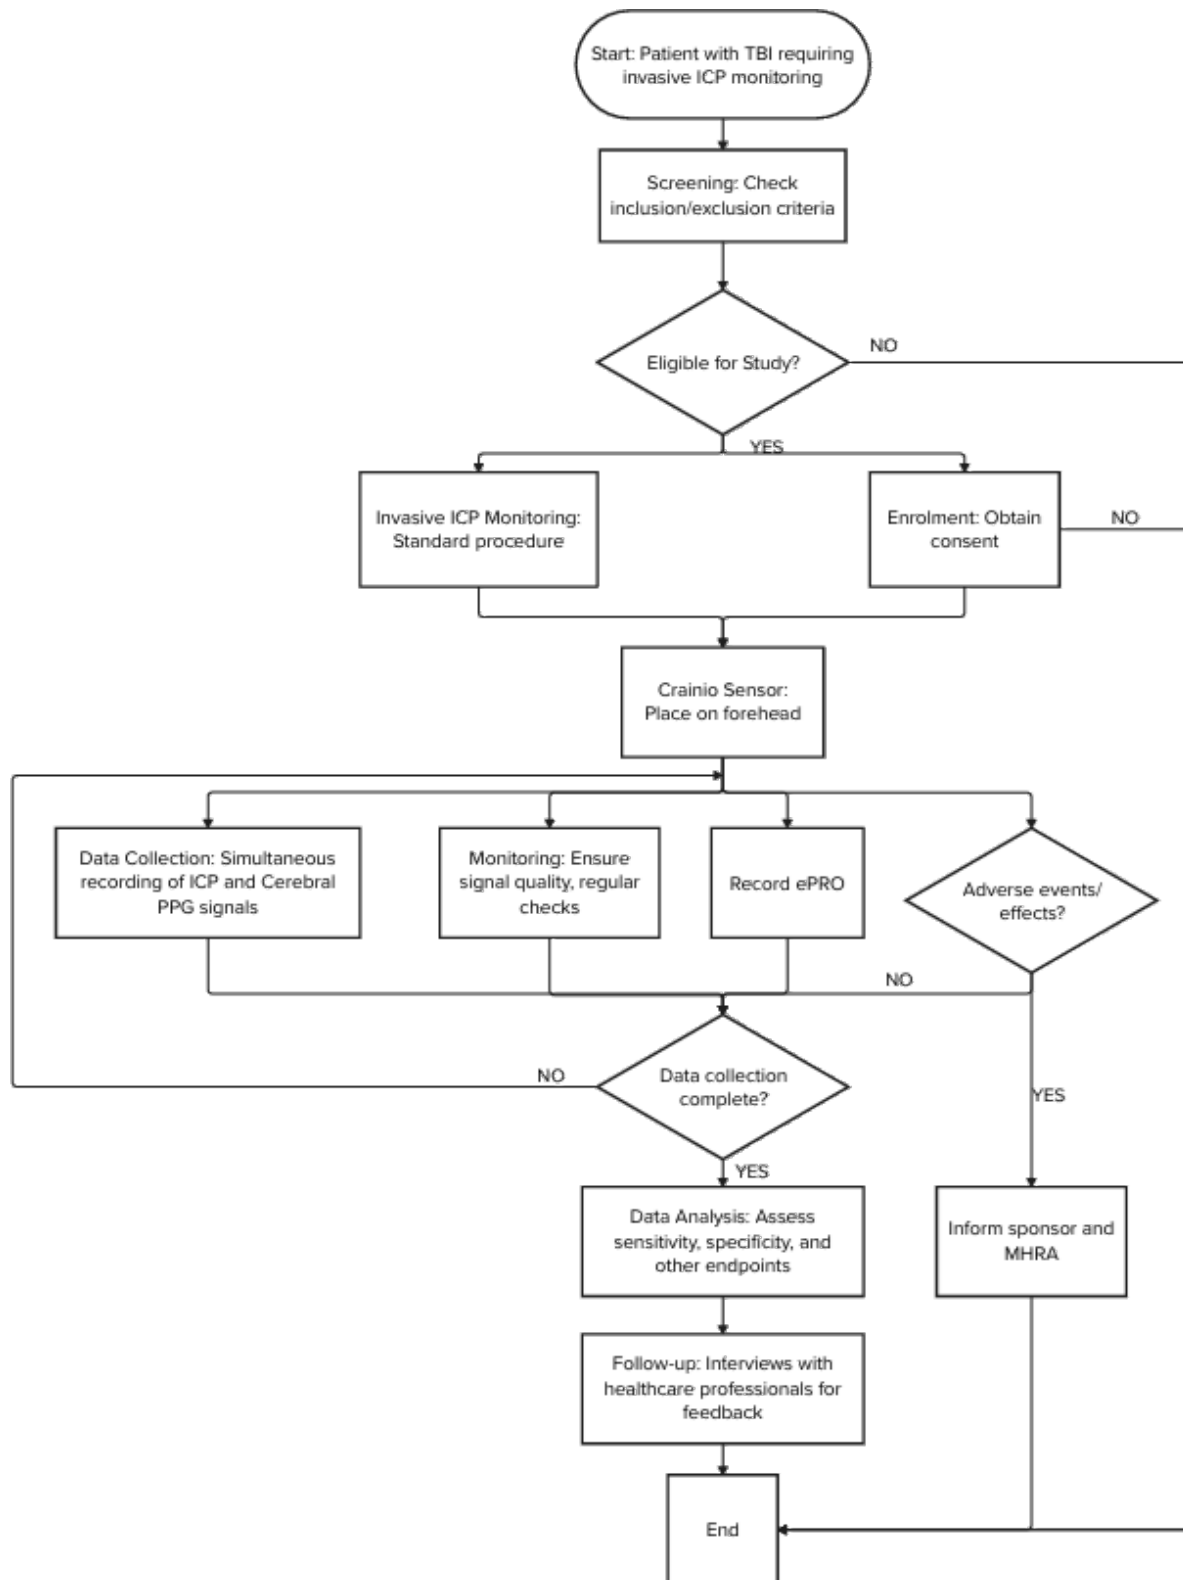 Start: Patient with TBI requiring
invasive ICP monitoring
Screening: Check
inclusion/exclusion criteria
Eligible for Study?
NO
YES
Invasive ICP Monitoring:
Standard procedure
Enrolment: Obtain
consent
NO
Crainio Sensor:
Place on forehead
Data Collection: Simultaneous
recording of ICP and Cerebral
PPG signals
Monitoring: Ensure
signal quality, regular
checks
Record ePRO
Adverse events/
effects?
NO
Data collection
complete?
NO
YES
YES
Data Analysis: Assess
sensitivity, specificity, and
other endpoints
Inform sponsor and
MHRA
Follow-up: Interviews with
healthcare professionals for
feedback
End